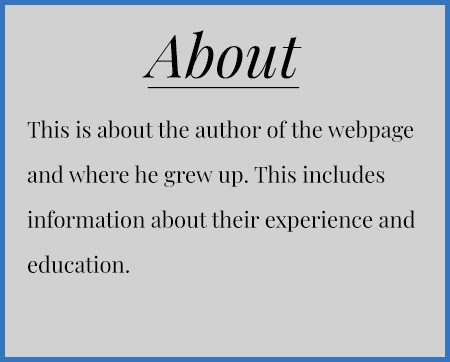 About
This is about the author of the webpage
and where he grew up. This includes
information about their experience and
education.